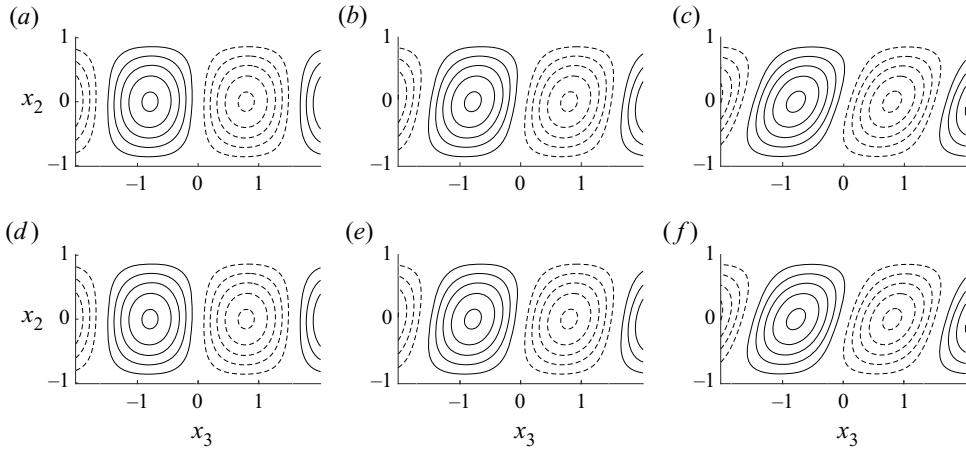 (a) (b) (c)
1 1 1
x2 0 0 0
–1 –1 –1
–1 0 1 –1 0 1 –1 0 1
(d) (e) (f)
1 1 1
x2 0 0 0
–1 –1 –1
–1 0 1 –1 0 1 –1 0 1
x3 x3 x3